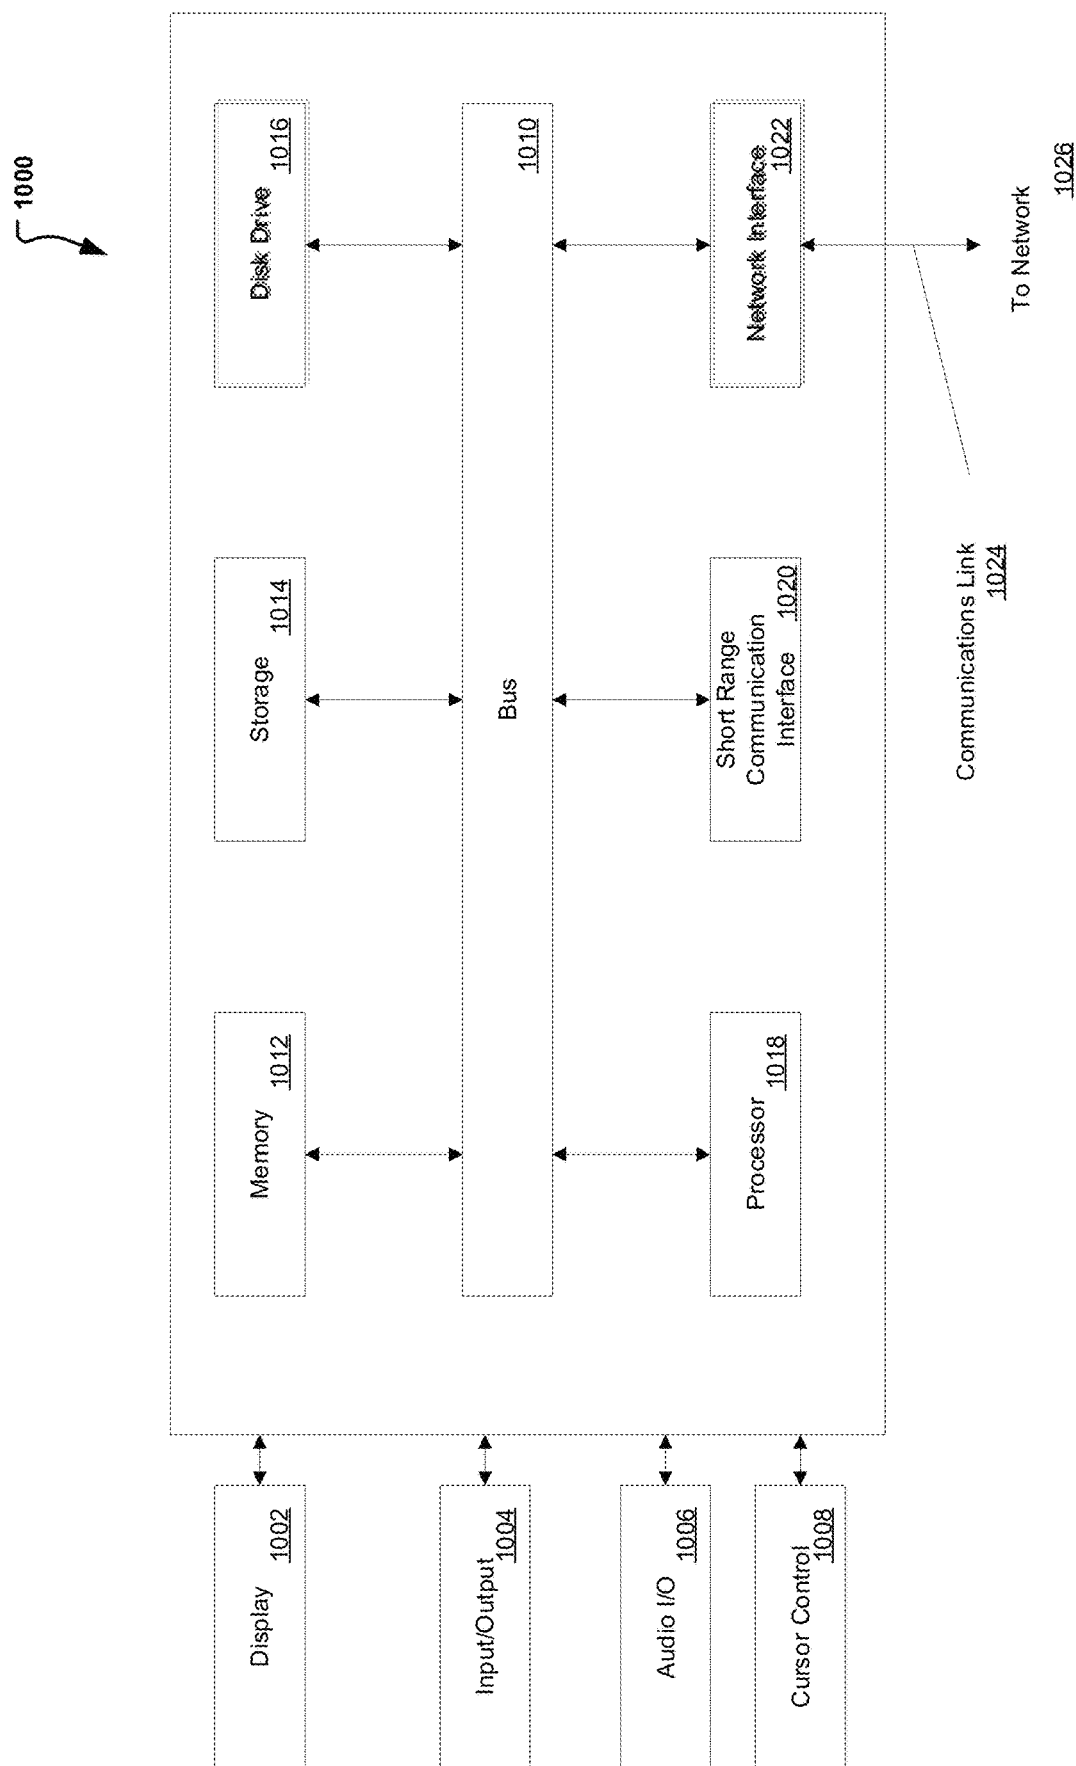 1000
Display
1002
Input/Output
1004
Audio I/O
1006
Cursor Control
1008
Memory
1012
Storage
1014
Disk Drive
1016
Bus
1010
Processor
1018
Short Range
Communication
Interface
1020
Network Interface
1022
Communications Link
1024
To Network
1026